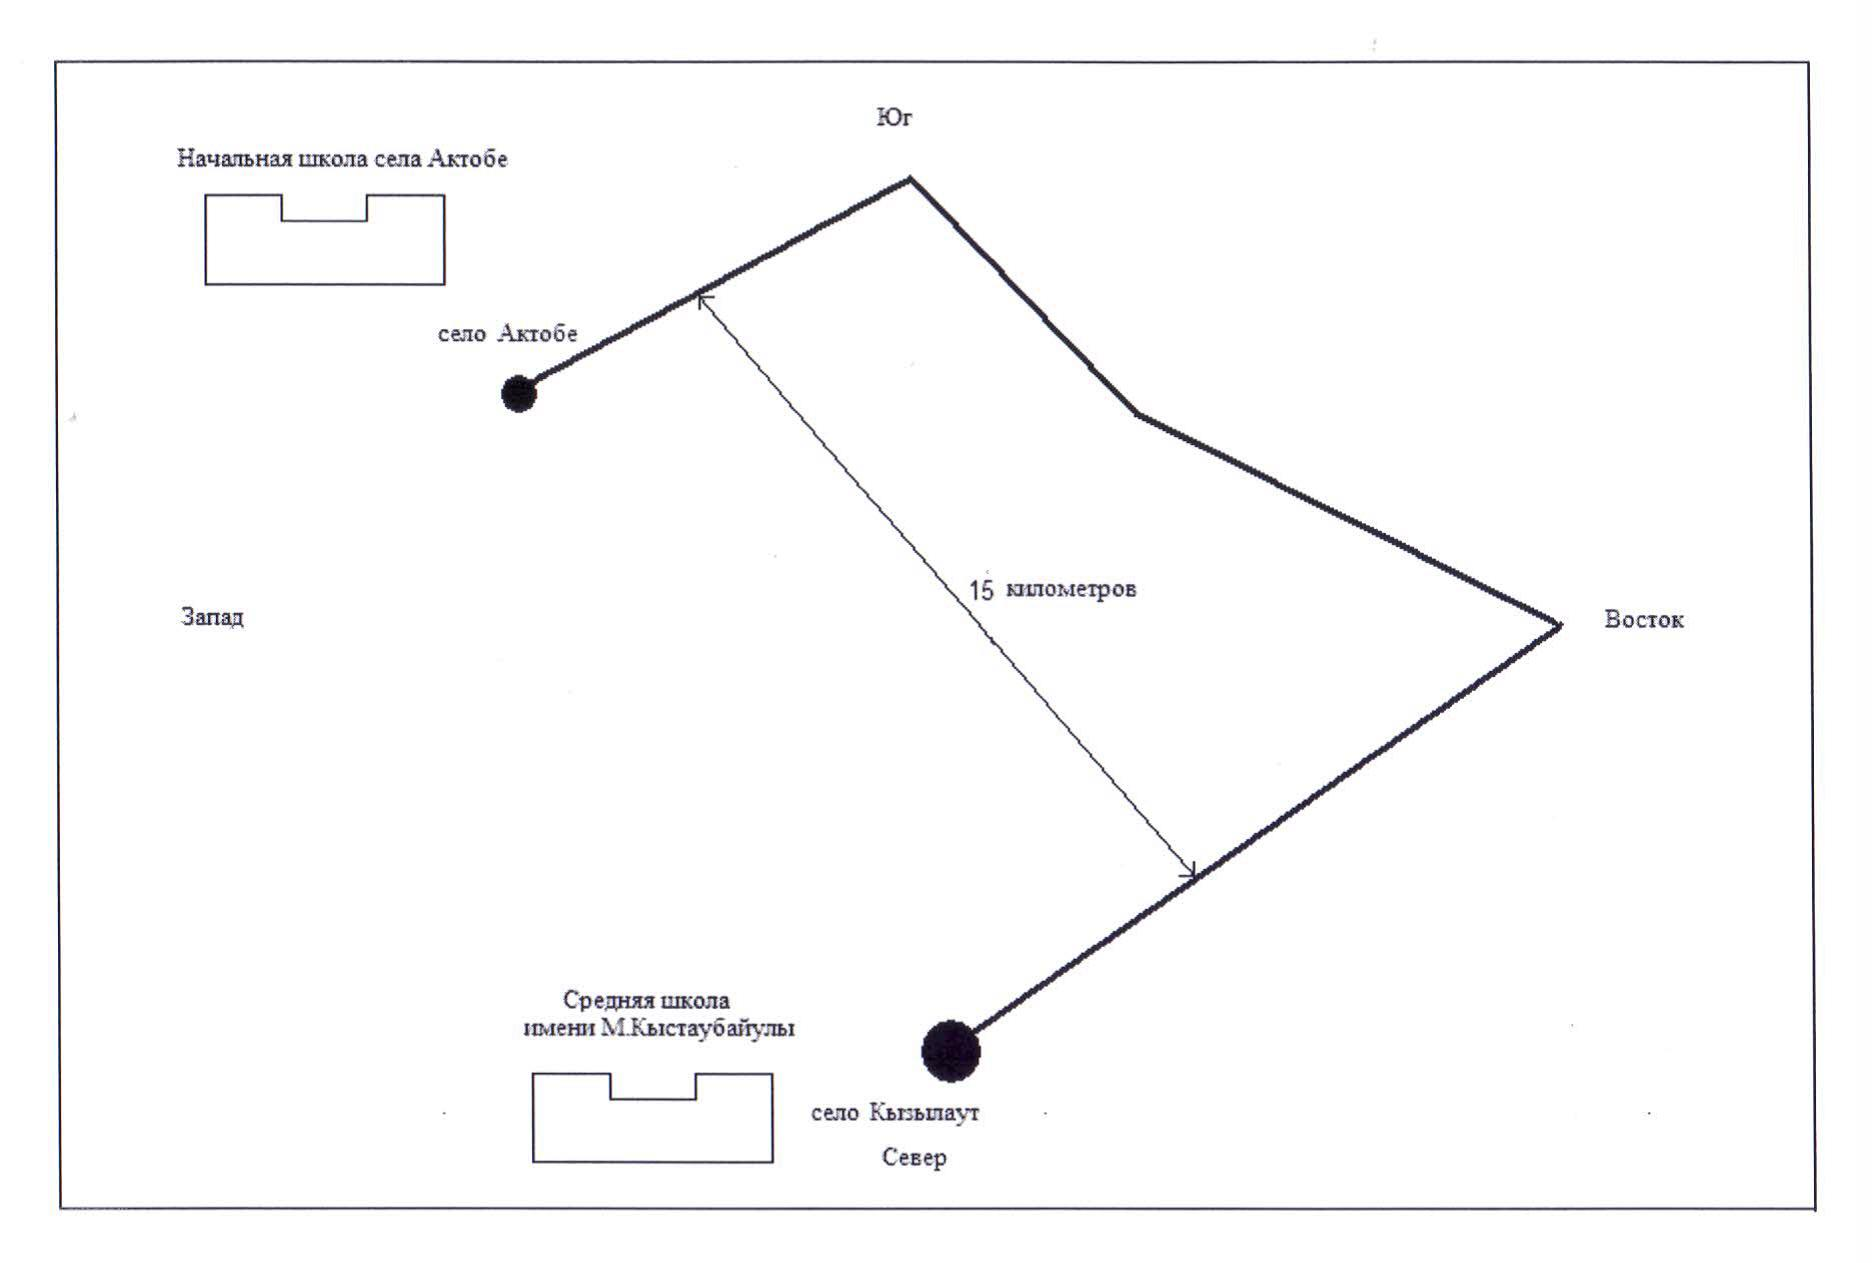 Юг
Начальная школа села Актобе
село Актобе
15 километров
Запад
Восток
Средняя школа
имени М.Кыстаубайулы
село Кызылаут
Север